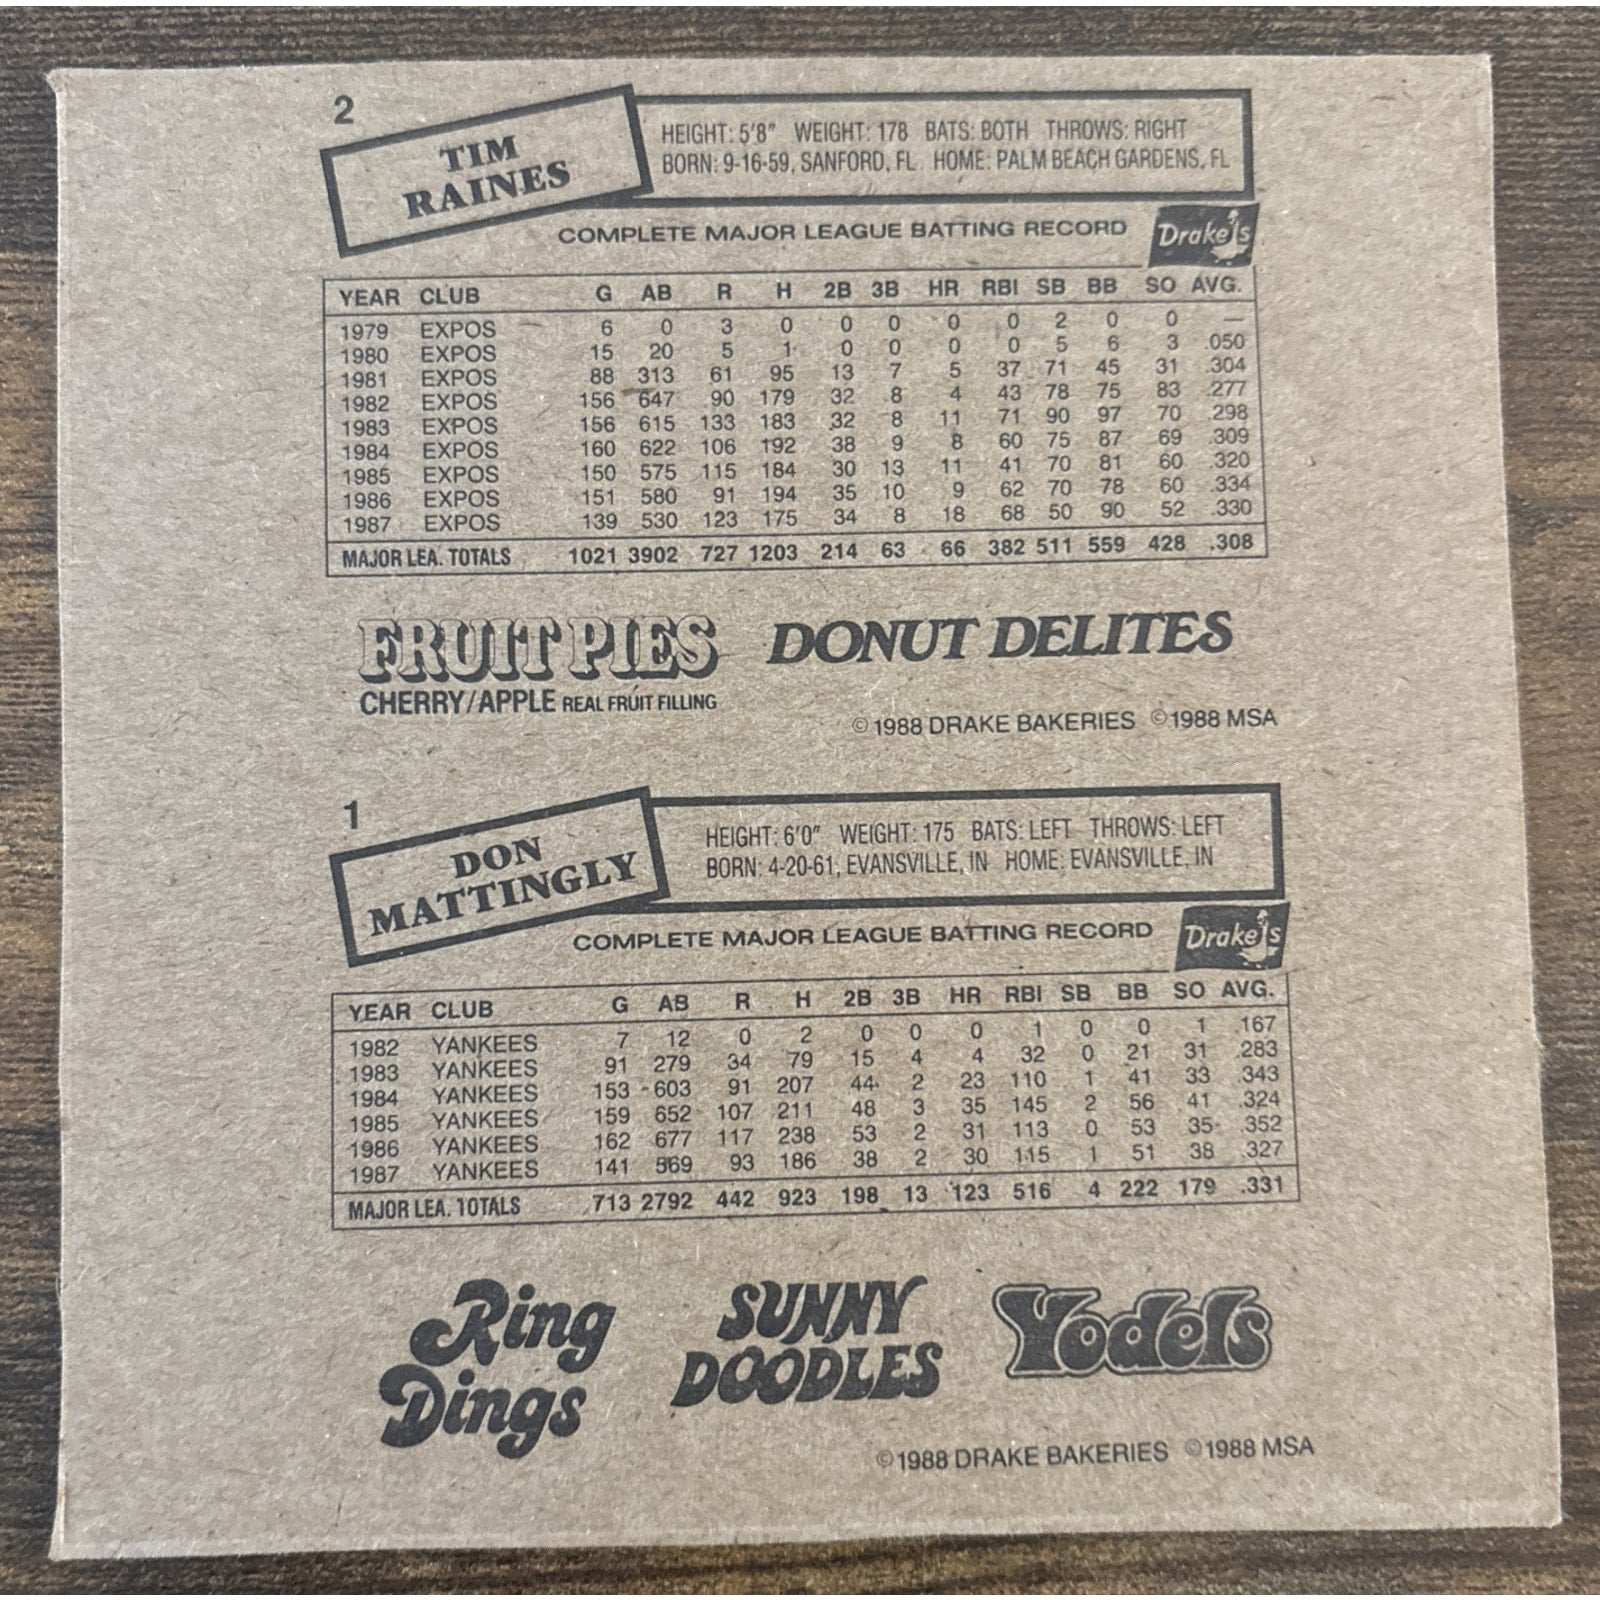 2
TIM
RAINES
HEIGHT: 5'8" WEIGHT: 178 BATS: BOTH THROWS: RIGHT
BORN: 9-16-59, SANFORD, FL HOME: PALM BEACH GARDENS, FL
COMPLETE MAJOR LEAGUE BATTING RECORD
Drake's
YEAR CLUB G AB R H 2B 3B HR RBI SB BB SO AVG.
1979 EXPOS 6 0 3 0 0 0 0 0 2 0 0 —
1980 EXPOS 15 20 5 1 0 0 0 0 5 6 3 .050
1981 EXPOS 88 313 61 95 13 7 5 37 71 45 31 .304
1982 EXPOS 156 647 90 179 32 8 4 43 78 75 83 .277
1983 EXPOS 156 615 133 183 32 8 11 71 90 97 70 .298
1984 EXPOS 160 622 106 192 38 9 8 60 75 87 69 .309
1985 EXPOS 150 575 115 184 30 13 11 41 70 81 60 .320
1986 EXPOS 151 580 91 194 35 10 9 62 70 78 60 .334
1987 EXPOS 139 530 123 175 34 8 18 68 50 90 52 .330
MAJOR LEA. TOTALS 1021 3902 727 1203 214 63 66 382 511 559 428 .308
FRUIT PIES DONUT DELITES
CHERRY/APPLE REAL FRUIT FILLING
©1988 DRAKE BAKERIES ©1988 MSA
1
DON
MATTINGLY
HEIGHT: 6'0" WEIGHT: 175 BATS: LEFT THROWS: LEFT
BORN: 4-20-61, EVANSVILLE, IN HOME: EVANSVILLE, IN
COMPLETE MAJOR LEAGUE BATTING RECORD
Drake's
YEAR CLUB G AB R H 2B 3B HR RBI SB BB SO AVG.
1982 YANKEES 7 12 0 2 0 0 0 1 0 0 1 .167
1983 YANKEES 91 279 34 79 15 4 4 32 0 21 31 .283
1984 YANKEES 153 603 91 207 44 2 23 110 1 41 33 .343
1985 YANKEES 159 652 107 211 48 3 35 145 2 56 41 .324
1986 YANKEES 162 677 117 238 53 2 31 113 0 53 35 .352
1987 YANKEES 141 569 93 186 38 2 30 115 1 51 38 .327
MAJOR LEA. TOTALS 713 2792 442 923 198 13 123 516 4 222 179 .331
Ring
Dings
SUNNY
DOODLES
Yodels
©1988 DRAKE BAKERIES ©1988 MSA